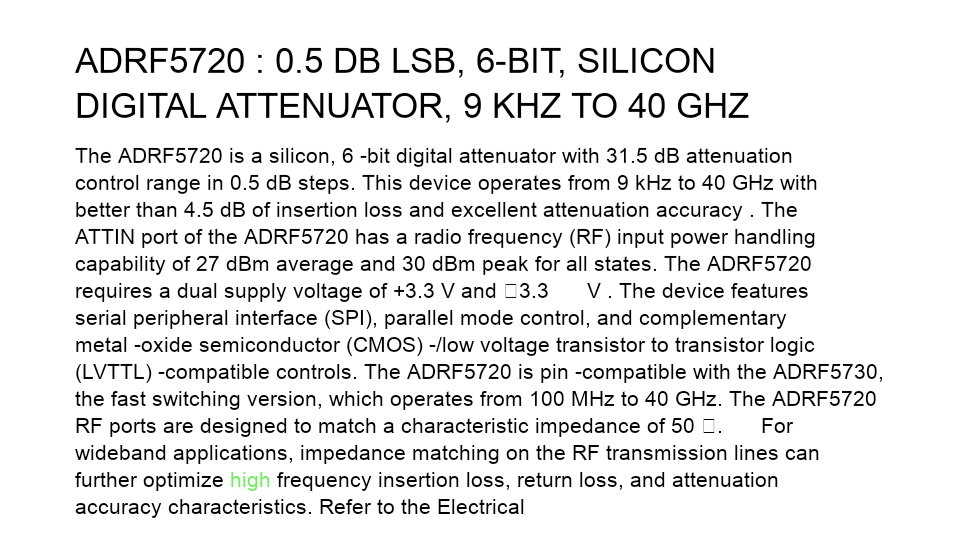 ADRF5720 : 0.5 DB LSB, 6-BIT, SILICON
DIGITAL ATTENUATOR, 9 KHZ TO 40 GHZ
The ADRF5720 is a silicon, 6 -bit digital attenuator with 31.5 dB attenuation
control range in 0.5 dB steps. This device operates from 9 kHz to 40 GHz with
better than 4.5 dB of insertion loss and excellent attenuation accuracy . The
ATTIN port of the ADRF5720 has a radio frequency (RF) input power handling
capability of 27 dBm average and 30 dBm peak for all states. The ADRF5720
requires a dual supply voltage of +3.3 V and □3.3 V . The device features
serial peripheral interface (SPI), parallel mode control, and complementary
metal -oxide semiconductor (CMOS) -/low voltage transistor to transistor logic
(LVTTL) -compatible controls. The ADRF5720 is pin -compatible with the ADRF5730,
the fast switching version, which operates from 100 MHz to 40 GHz. The ADRF5720
RF ports are designed to match a characteristic impedance of 50 □. For
wideband applications, impedance matching on the RF transmission lines can
further optimize high frequency insertion loss, return loss, and attenuation
accuracy characteristics. Refer to the Electrical